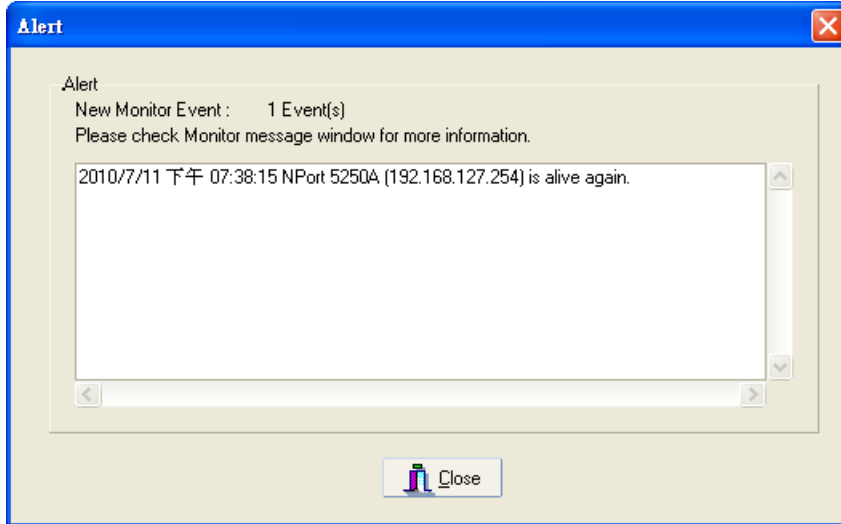 Alert
Alert
New Monitor Event : 1 Event(s)
Please check Monitor message window for more information.
2010/7/11 下午 07:38:15 NPort 5250A (192.168.127.254) is alive again.
Close